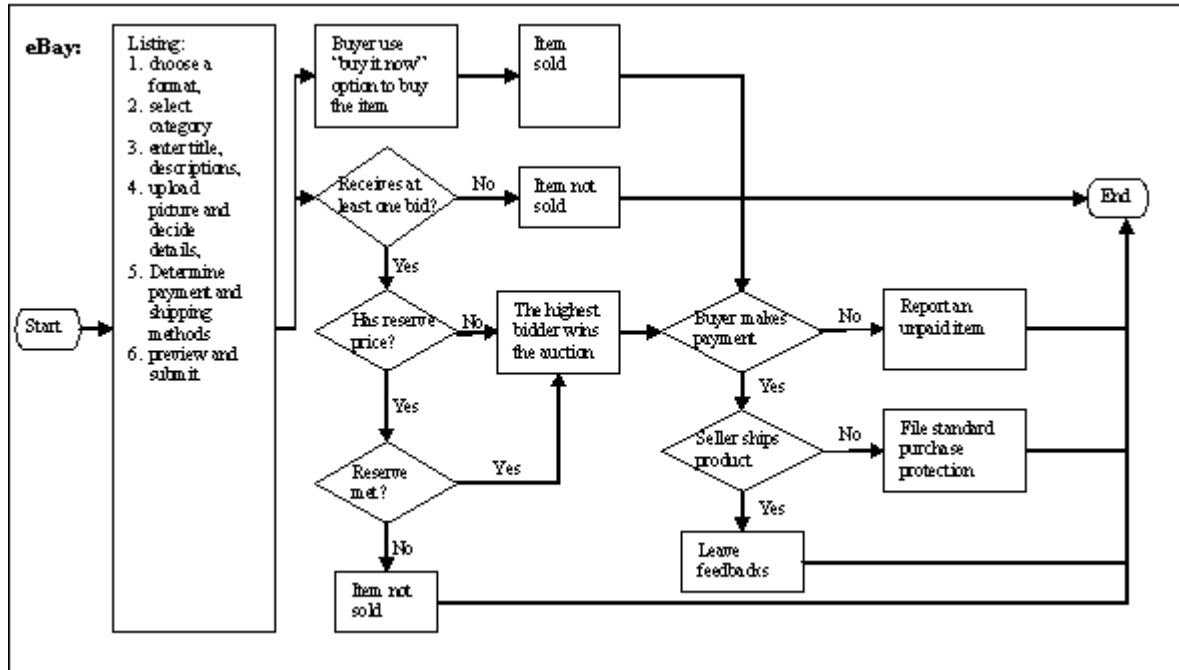 eBay:
Listing:
1. choose a
format,
2. select
category
3. enter title,
descriptions,
4. upload
picture and
decide
details,
5. Determine
payment and
shipping
methods
6. preview and
submit
Start
Buyer use
"buy it now"
option to buy
the item
Item
sold
Receives at
least one bid?
No
Item not
sold
End
Yes
Has reserve
price?
No
The highest
bidder wins
the auction
Buyer makes
payment
No
Report an
unpaid item
Yes
Yes
Reserve
met?
Yes
Seller ships
product
No
File standard
purchase
protection
Yes
No
Leave
feedbacks
Item not
sold